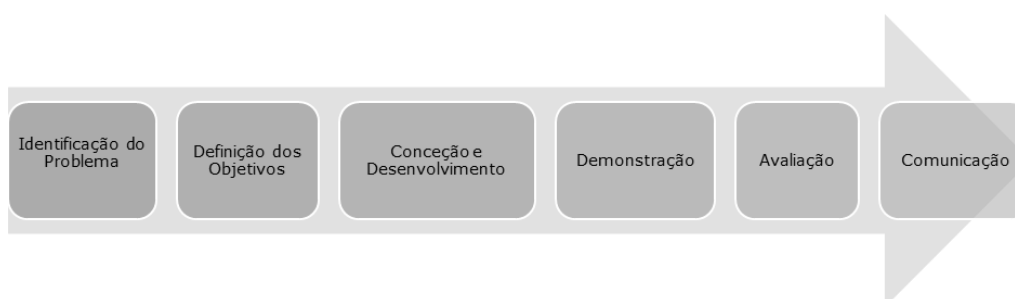 Identificação do
Problema
Definição dos
Objetivos
Conceção e
Desenvolvimento
Demonstração
Avaliação
Comunicação